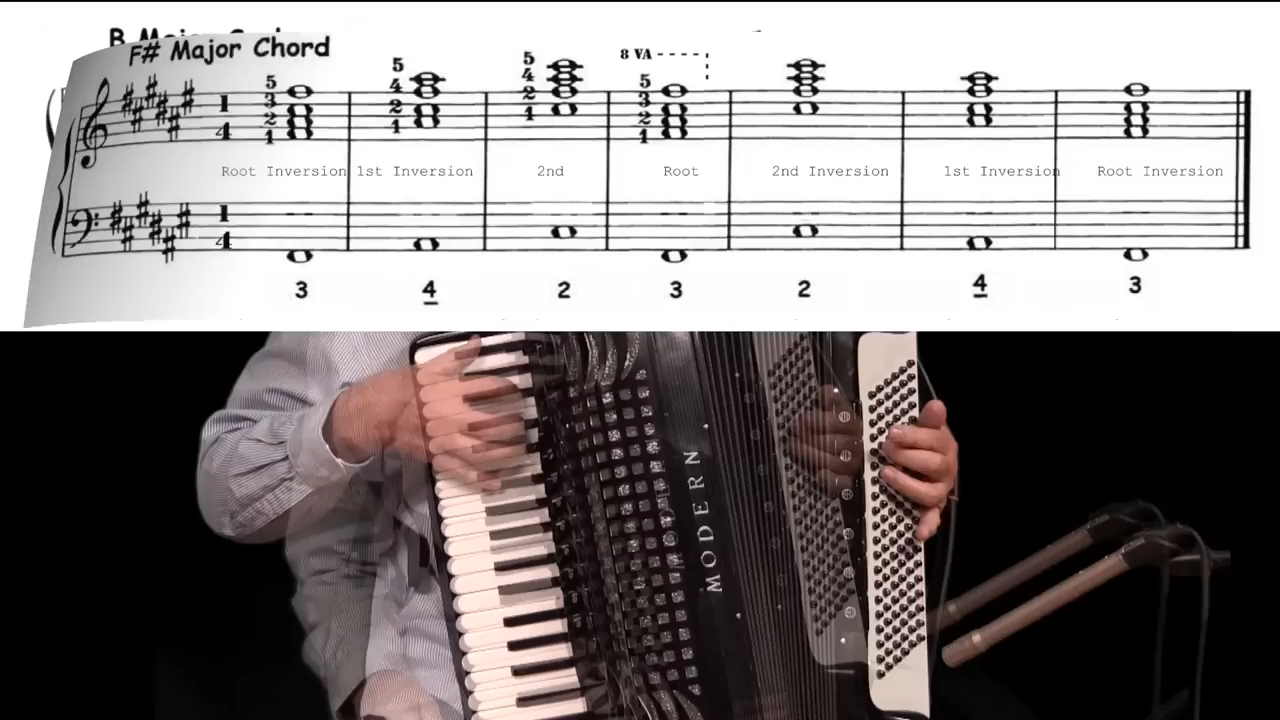 F# Major Chord
8 VA
5 5 5 5
3 4 4 3
2 2 2 2
1 1 1 1
1
4
Root Inversion 1st Inversion 2nd Root 2nd Inversion 1st Inversion Root Inversion
1
4
3 4 2 3 2 4 3
MODERN